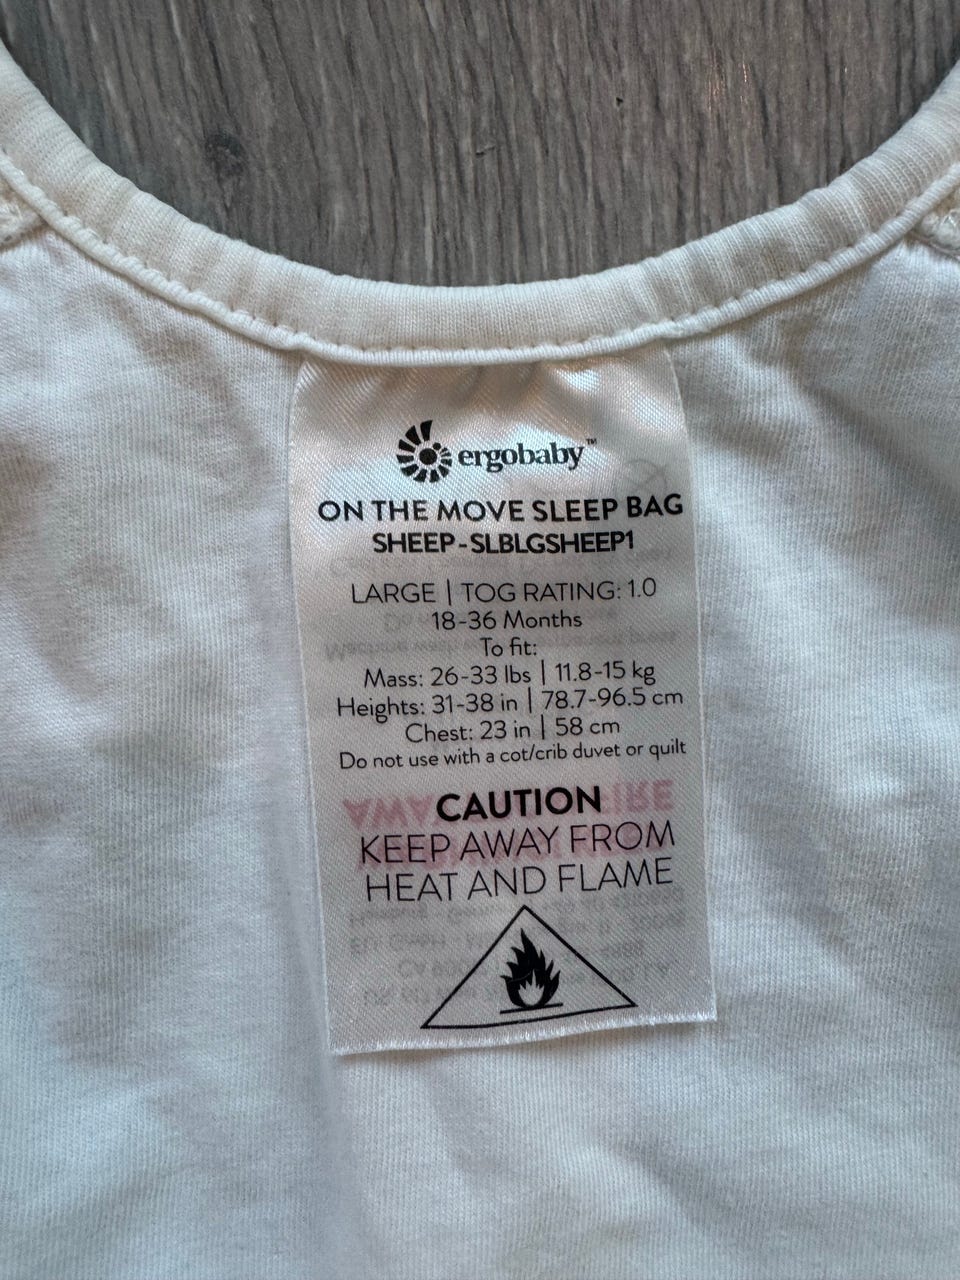 ergobaby™
ON THE MOVE SLEEP BAG
SHEEP-SLBLGSHEEP1
LARGE | TOG RATING: 1.0
18-36 Months
To fit:
Mass: 26-33 lbs | 11.8-15 kg
Heights: 31-38 in | 78.7-96.5 cm
Chest: 23 in | 58 cm
Do not use with a cot/crib duvet or quilt
CAUTION
KEEP AWAY FROM
HEAT AND FLAME